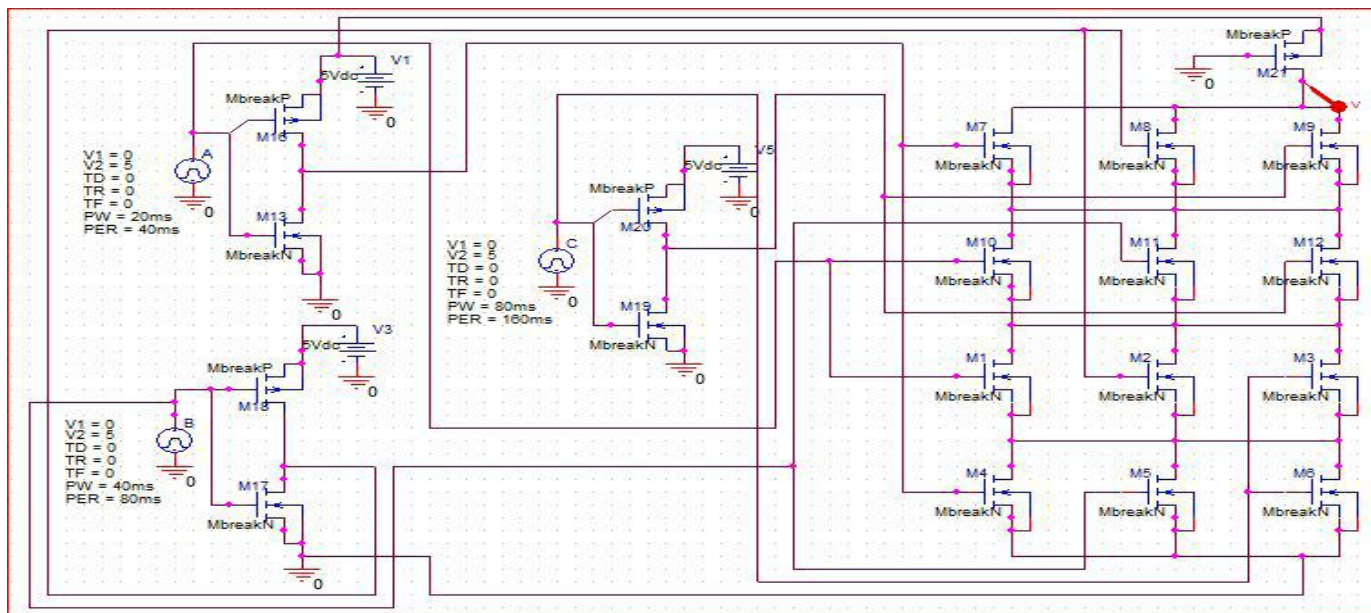 MbreakP
M21
0
V1
5Vdc
0
MbreakP
M16
A
V1 = 0
V2 = 5
TD = 0
TR = 0
TF = 0
PW = 20ms
PER = 40ms
0
M13
MbreakN
0
V5
5Vdc
0
MbreakP
M20
C
V1 = 0
V2 = 5
TD = 0
TR = 0
TF = 0
PW = 80ms
PER = 160ms
0
M19
MbreakN
0
V3
5Vdc
0
MbreakP
M18
B
V1 = 0
V2 = 5
TD = 0
TR = 0
TF = 0
PW = 40ms
PER = 80ms
0
M17
MbreakN
0
V
M7
MbreakN
M8
MbreakN
M9
MbreakN
M10
MbreakN
M11
MbreakN
M12
MbreakN
M1
MbreakN
M2
MbreakN
M3
MbreakN
M4
MbreakN
M5
MbreakN
M6
MbreakN